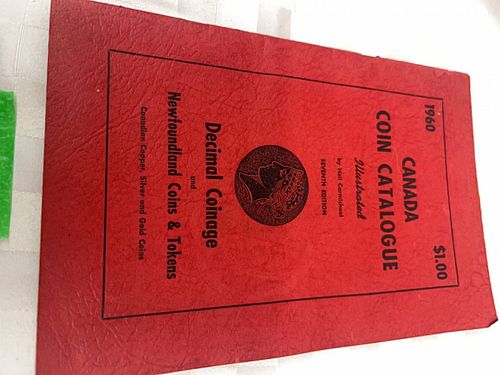 1960
$1.00
CANADA
COIN CATALOGUE
Illustrated
by Neil Carmichael
SEVENTH EDITION
Decimal Coinage
and
Newfoundland Coins & Tokens
Canadian Copper, Silver and Gold Coins